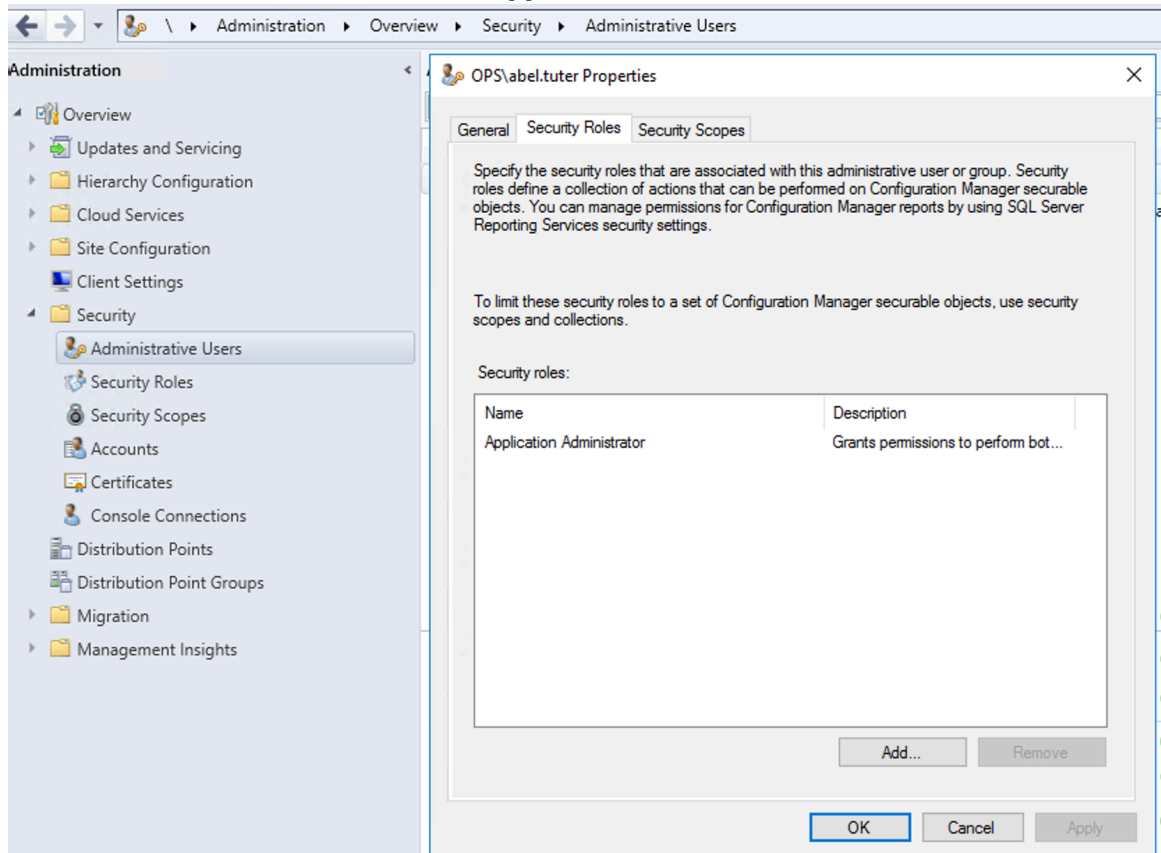 \ ▸ Administration ▸ Overview ▸ Security ▸ Administrative Users
Administration
Overview
Updates and Servicing
Hierarchy Configuration
Cloud Services
Site Configuration
Client Settings
Security
Administrative Users
Security Roles
Security Scopes
Accounts
Certificates
Console Connections
Distribution Points
Distribution Point Groups
Migration
Management Insights
OPS\abel.tuter Properties
General Security Roles Security Scopes
Specify the security roles that are associated with this administrative user or group. Security
roles define a collection of actions that can be performed on Configuration Manager securable
objects. You can manage permissions for Configuration Manager reports by using SQL Server
Reporting Services security settings.
To limit these security roles to a set of Configuration Manager securable objects, use security
scopes and collections.
Security roles:
Name Description
Application Administrator Grants permissions to perform bot...
Add... Remove
OK Cancel Apply